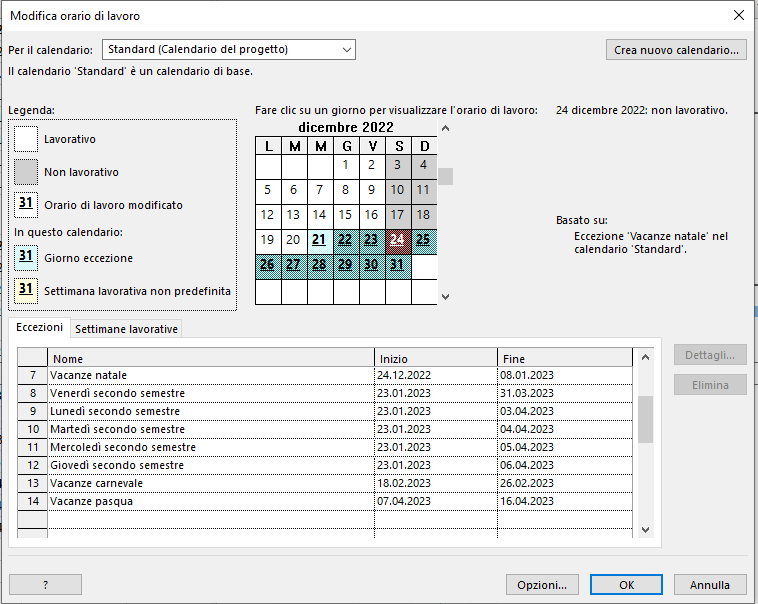 Modifica orario di lavoro
Per il calendario: Standard (Calendario del progetto) Crea nuovo calendario...
Il calendario 'Standard' è un calendario di base.
Legenda:
Lavorativo
Non lavorativo
31 Orario di lavoro modificato
In questo calendario:
31 Giorno eccezione
31 Settimana lavorativa non predefinita
Fare clic su un giorno per visualizzare l'orario di lavoro:
dicembre 2022
L M M G V S D
1 2 3 4
5 6 7 8 9 10 11
12 13 14 15 16 17 18
19 20 21 22 23 24 25
26 27 28 29 30 31
24 dicembre 2022: non lavorativo.
Basato su:
Eccezione 'Vacanze natale' nel
calendario 'Standard'.
Eccezioni Settimane lavorative
Nome Inizio Fine
7 Vacanze natale 24.12.2022 08.01.2023
8 Venerdì secondo semestre 23.01.2023 31.03.2023
9 Lunedì secondo semestre 23.01.2023 03.04.2023
10 Martedì secondo semestre 23.01.2023 04.04.2023
11 Mercoledì secondo semestre 23.01.2023 05.04.2023
12 Giovedì secondo semestre 23.01.2023 06.04.2023
13 Vacanze carnevale 18.02.2023 26.02.2023
14 Vacanze pasqua 07.04.2023 16.04.2023
Dettagli...
Elimina
? Opzioni... OK Annulla